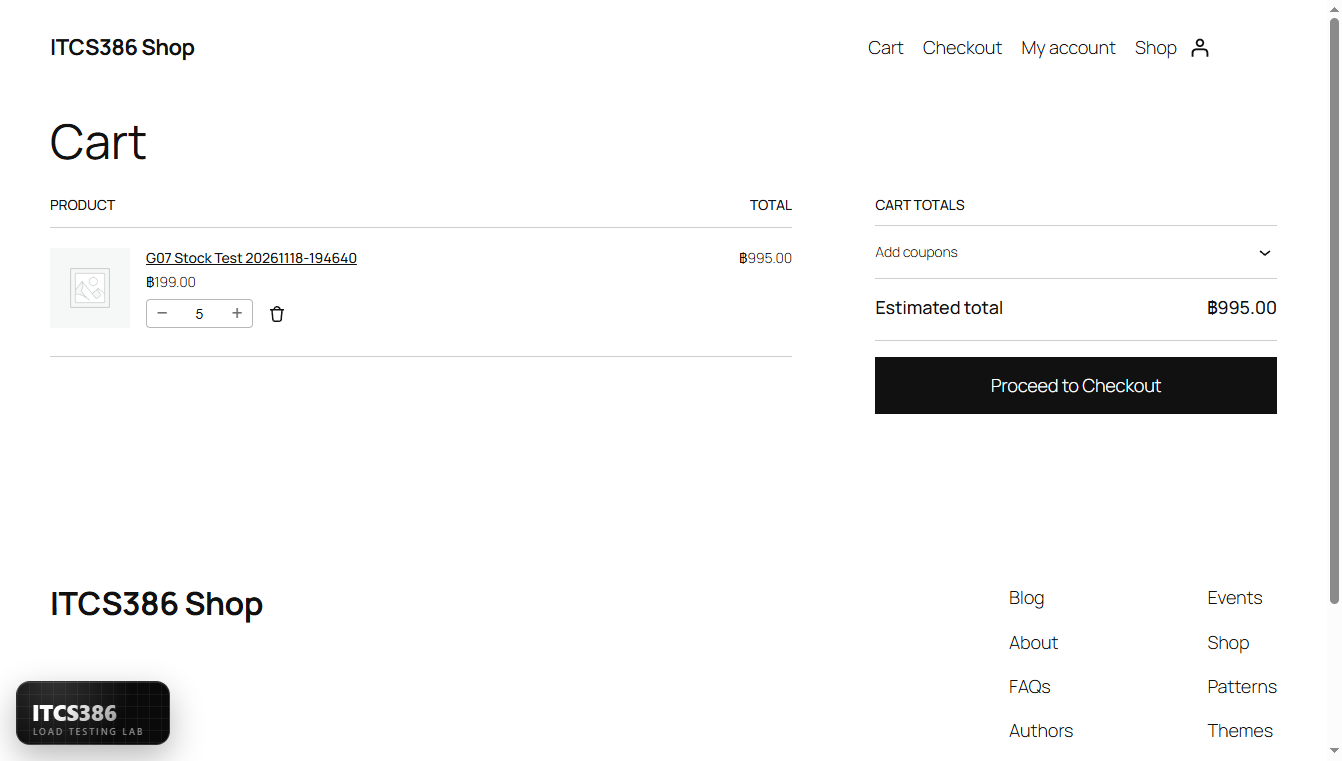 ITCS386 Shop
Cart Checkout My account Shop
Cart
PRODUCT TOTAL
G07 Stock Test 20261118-194640 ฿995.00
฿199.00
− 5 +
CART TOTALS
Add coupons
Estimated total ฿995.00
Proceed to Checkout
ITCS386 Shop
Blog Events
About Shop
FAQs Patterns
Authors Themes
ITCS386
LOAD TESTING LAB